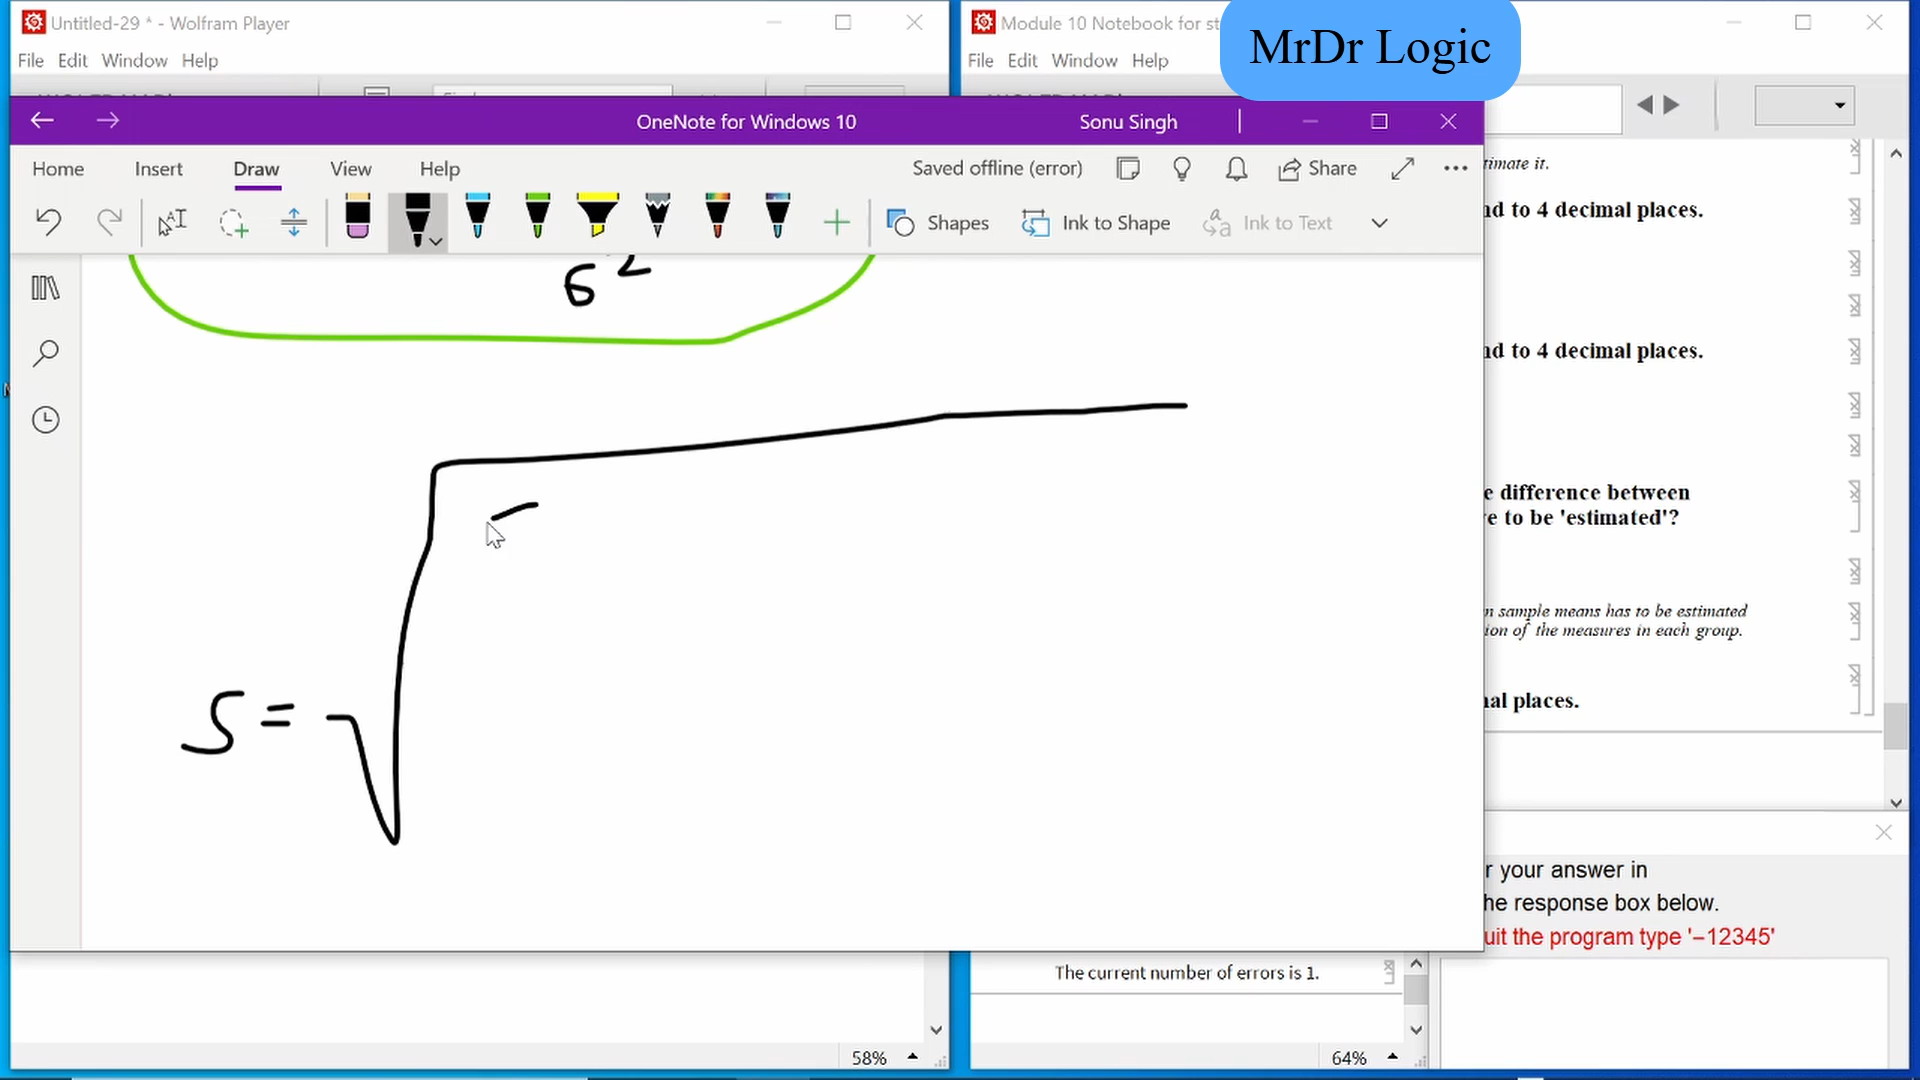 Untitled-29 * - Wolfram Player
File Edit Window Help
Module 10 Notebook for st
File Edit Window Help
MrDr Logic
OneNote for Windows 10
Sonu Singh
Home Insert Draw View Help
Saved offline (error)
Share
Shapes
Ink to Shape
Ink to Text
6²
S = √
timate it.
nd to 4 decimal places.
nd to 4 decimal places.
e difference between
e to be 'estimated'?
n sample means has to be estimated
ion of the measures in each group.
nal places.
r your answer in
he response box below.
uit the program type '-12345'
The current number of errors is 1.
58%
64%